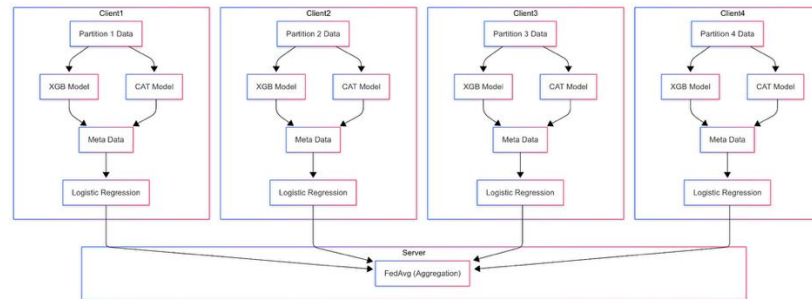 Client1
Client2
Client3
Client4
Partition 1 Data
Partition 2 Data
Partition 3 Data
Partition 4 Data
XGB Model
CAT Model
XGB Model
CAT Model
XGB Model
CAT Model
XGB Model
CAT Model
Meta Data
Meta Data
Meta Data
Meta Data
Logistic Regression
Logistic Regression
Logistic Regression
Logistic Regression
Server
FedAvg (Aggregation)